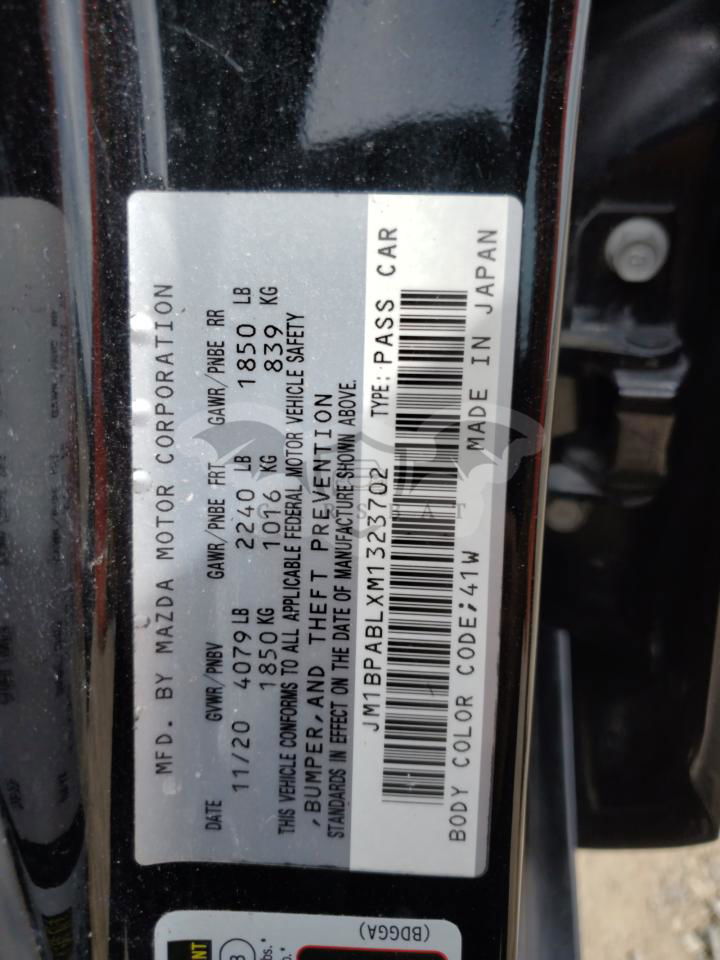 MFD. BY MAZDA MOTOR CORPORATION
DATE GVWR/PNBV GAWR/PNBE FRT GAWR/PNBE RR
11/20 4079 LB 2240 LB 1850 LB
1850 KG 1016 KG 839 KG
THIS VEHICLE CONFORMS TO ALL APPLICABLE FEDERAL MOTOR VEHICLE SAFETY
,BUMPER,AND THEFT PREVENTION
STANDARDS IN EFFECT ON THE DATE OF MANUFACTURE SHOWN ABOVE.
JM1BPABLXM1323702 TYPE: PASS CAR
BODY COLOR CODE;41W MADE IN JAPAN
(BDGGA)